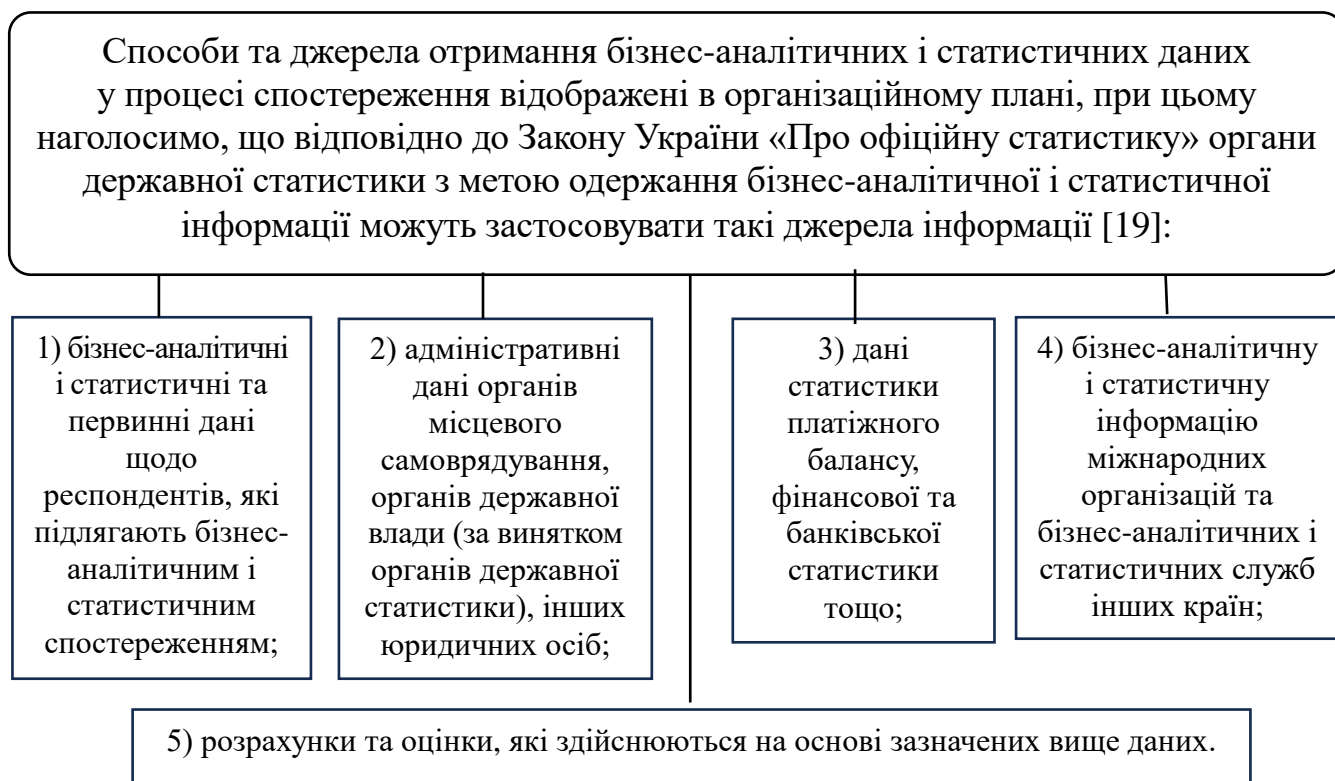 Способи та джерела отримання бізнес-аналітичних і статистичних даних
у процесі спостереження відображені в організаційному плані, при цьому
наголосимо, що відповідно до Закону України «Про офіційну статистику» органи
державної статистики з метою одержання бізнес-аналітичної і статистичної
інформації можуть застосовувати такі джерела інформації [19]:
1) бізнес-аналітичні
і статистичні та
первинні дані
щодо
респондентів, які
підлягають бізнес-
аналітичним і
статистичним
спостереженням;
2) адміністративні
дані органів
місцевого
самоврядування,
органів державної
влади (за винятком
органів державної
статистики), інших
юридичних осіб;
3) дані
статистики
платіжного
балансу,
фінансової та
банківської
статистики
тощо;
4) бізнес-аналітичну
і статистичну
інформацію
міжнародних
організацій та
бізнес-аналітичних і
статистичних служб
інших країн;
5) розрахунки та оцінки, які здійснюються на основі зазначених вище даних.